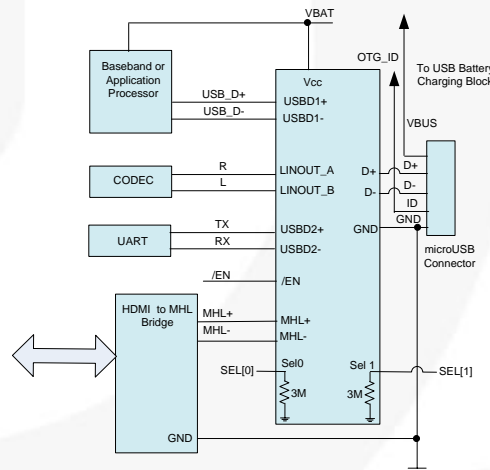 VBAT
OTG_ID
Baseband or
Application
Processor
Vcc
To USB Battery
Charging Block
USB_D+
USBD1+
USB_D-
USBD1-
VBUS
R
LINOUT_A
CODEC
L
LINOUT_B
D+
D+
D-
D-
ID
TX
USBD2+
GND
GND
UART
RX
USBD2-
microUSB
Connector
/EN
/EN
HDMI to MHL
Bridge
MHL+
MHL+
MHL-
MHL-
SEL[0]
Sel0
Sel 1
SEL[1]
3M
3M
GND